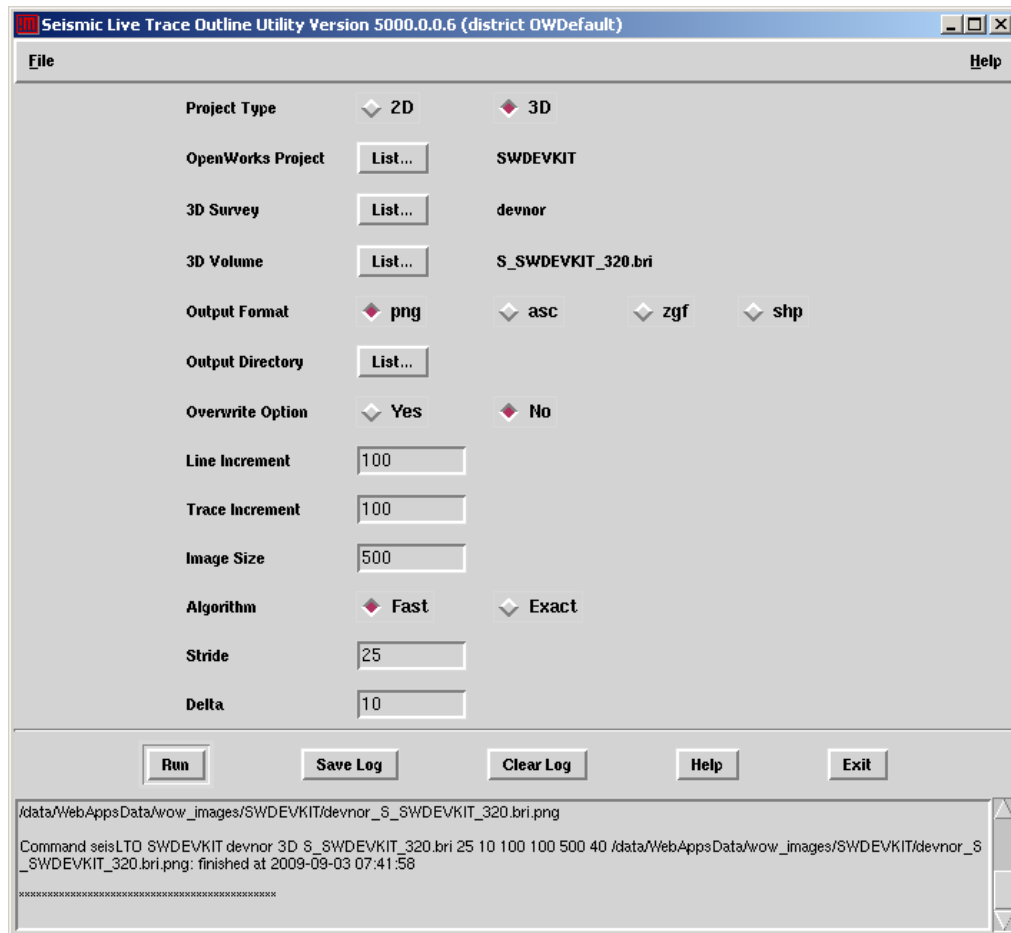 Seismic Live Trace Outline Utility Version 5000.0.0.6 (district OWDefault)
File Help
Project Type 2D 3D
OpenWorks Project List... SWDEVKIT
3D Survey List... devnor
3D Volume List... S_SWDEVKIT_320.bri
Output Format png asc zgf shp
Output Directory List...
Overwrite Option Yes No
Line Increment 100
Trace Increment 100
Image Size 500
Algorithm Fast Exact
Stride 25
Delta 10
Run Save Log Clear Log Help Exit
/data/WebAppsData/wow_images/SWDEVKIT/devnor_S_SWDEVKIT_320.bri.png
Command seisLTO SWDEVKIT devnor 3D S_SWDEVKIT_320.bri 25 10 100 100 500 40 /data/WebAppsData/wow_images/SWDEVKIT/devnor_S
_SWDEVKIT_320.bri.png: finished at 2009-09-03 07:41:58